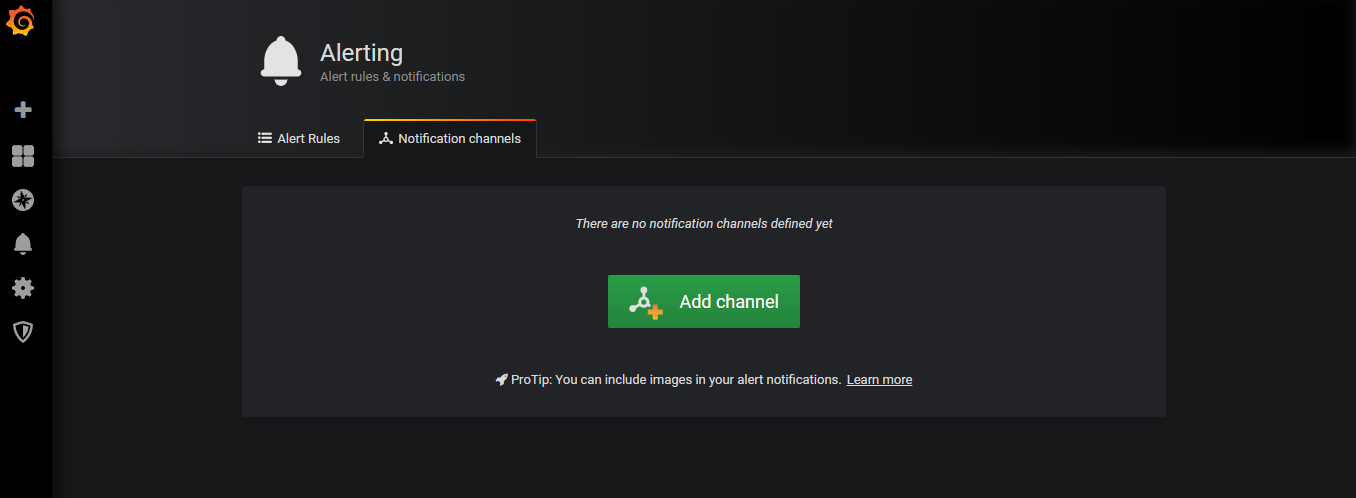 Alerting
Alert rules & notifications
Alert Rules
Notification channels
There are no notification channels defined yet
Add channel
ProTip: You can include images in your alert notifications. Learn more